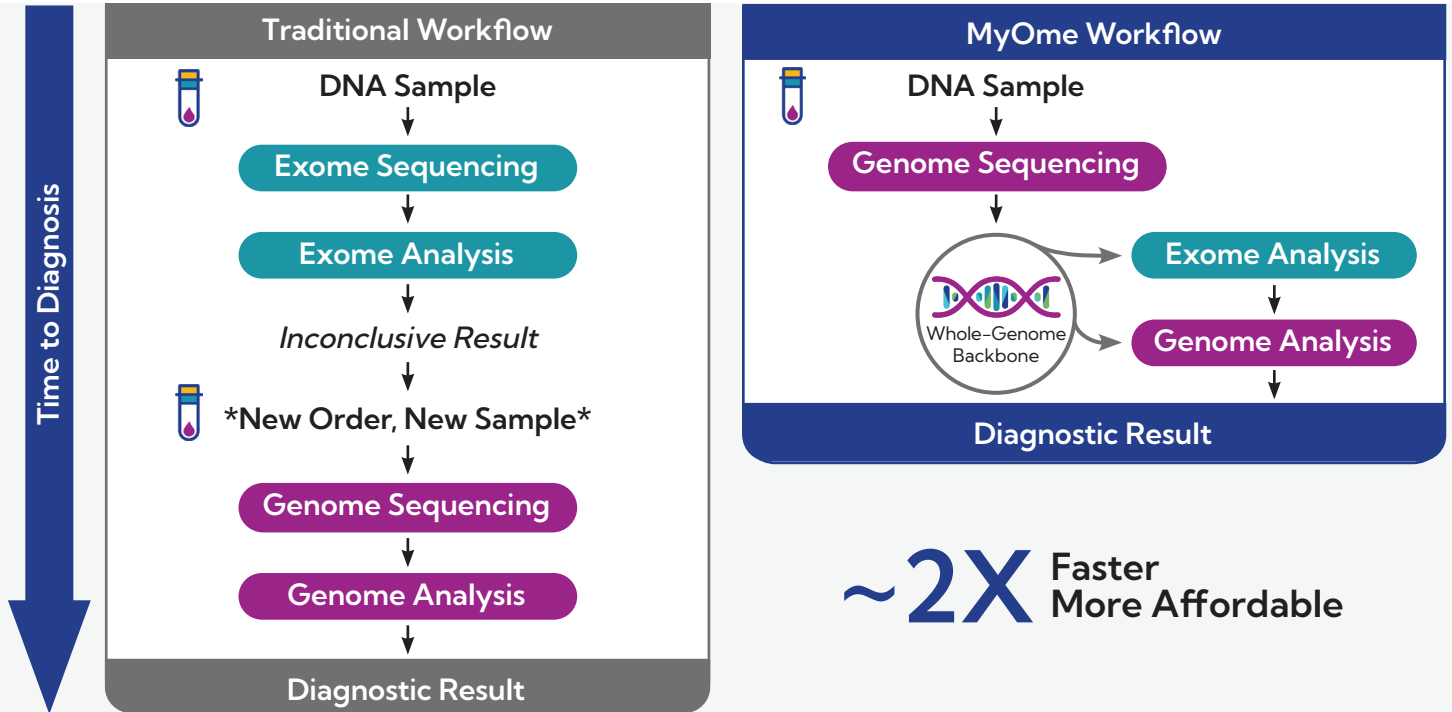 Time to Diagnosis
Traditional Workflow
DNA Sample
Exome Sequencing
Exome Analysis
Inconclusive Result
*New Order, New Sample*
Genome Sequencing
Genome Analysis
Diagnostic Result
MyOme Workflow
DNA Sample
Genome Sequencing
Whole-Genome
Backbone
Exome Analysis
Genome Analysis
Diagnostic Result
~2X
Faster
More Affordable